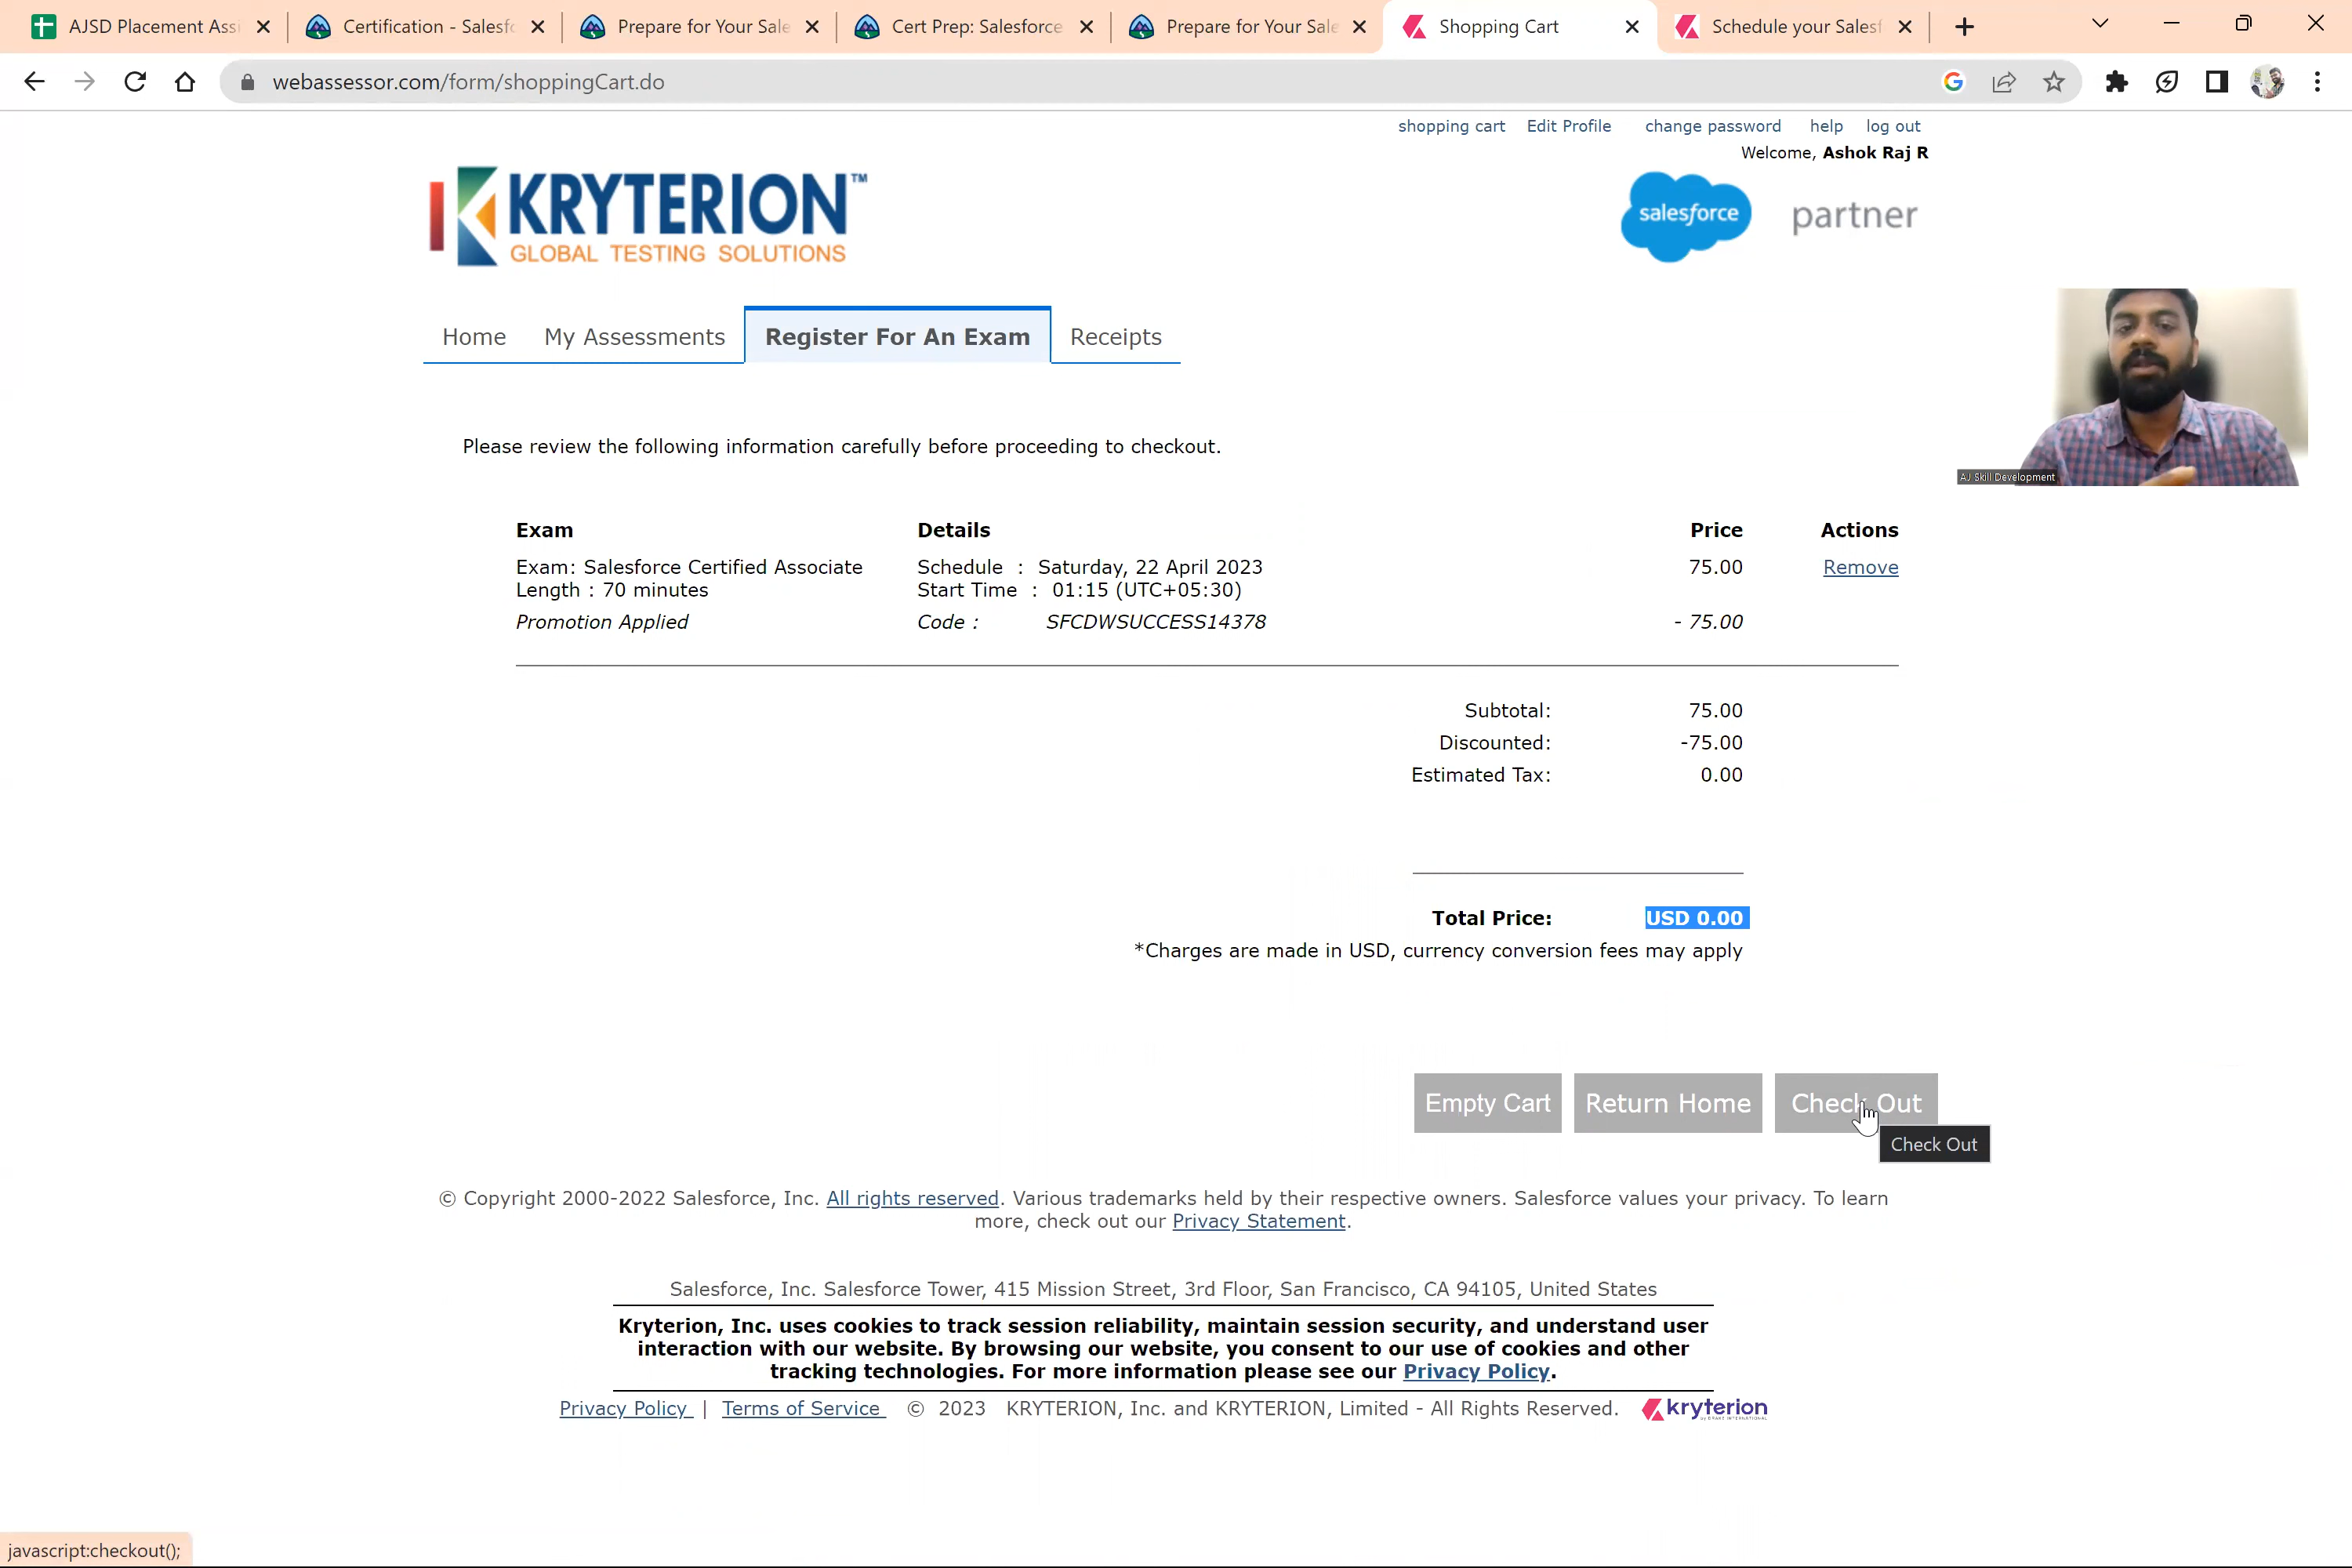 AJSD Placement Assi
Certification - Salesfo
Prepare for Your Sale
Cert Prep: Salesforce
Prepare for Your Sale
Shopping Cart
Schedule your Salesf
webassessor.com/form/shoppingCart.do
shopping cart Edit Profile change password help log out
Welcome, Ashok Raj R
KRYTERION™
GLOBAL TESTING SOLUTIONS
salesforce partner
Home My Assessments Register For An Exam Receipts
AJ Skill Development
Please review the following information carefully before proceeding to checkout.
Exam Details Price Actions
Exam: Salesforce Certified Associate Schedule : Saturday, 22 April 2023 75.00 Remove
Length : 70 minutes Start Time : 01:15 (UTC+05:30)
Promotion Applied Code : SFCDWSUCCESS14378 - 75.00
Subtotal: 75.00
Discounted: -75.00
Estimated Tax: 0.00
Total Price: USD 0.00
*Charges are made in USD, currency conversion fees may apply
Empty Cart Return Home Check Out
Check Out
© Copyright 2000-2022 Salesforce, Inc. All rights reserved. Various trademarks held by their respective owners. Salesforce values your privacy. To learn
more, check out our Privacy Statement.
Salesforce, Inc. Salesforce Tower, 415 Mission Street, 3rd Floor, San Francisco, CA 94105, United States
Kryterion, Inc. uses cookies to track session reliability, maintain session security, and understand user
interaction with our website. By browsing our website, you consent to our use of cookies and other
tracking technologies. For more information please see our Privacy Policy.
Privacy Policy | Terms of Service © 2023 KRYTERION, Inc. and KRYTERION, Limited - All Rights Reserved. kryterion
by DRAKE INTERNATIONAL
javascript:checkout();